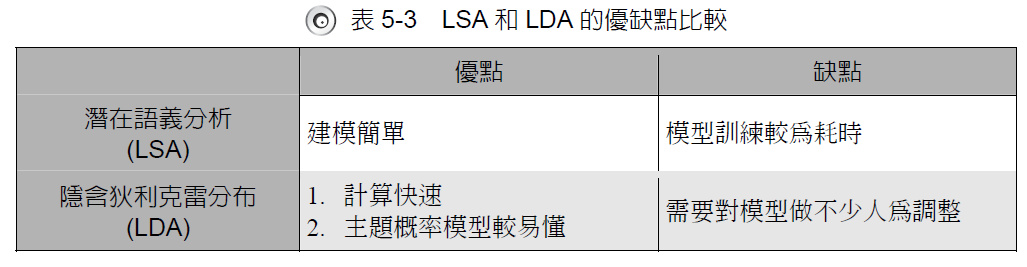 表 5-3 LSA 和 LDA 的優缺點比較
優點 缺點
潛在語義分析
(LSA)
建模簡單
模型訓練較為耗時
隱含狄利克雷分布
(LDA)
1. 計算快速
2. 主題概率模型較易懂
需要對模型做不少人為調整